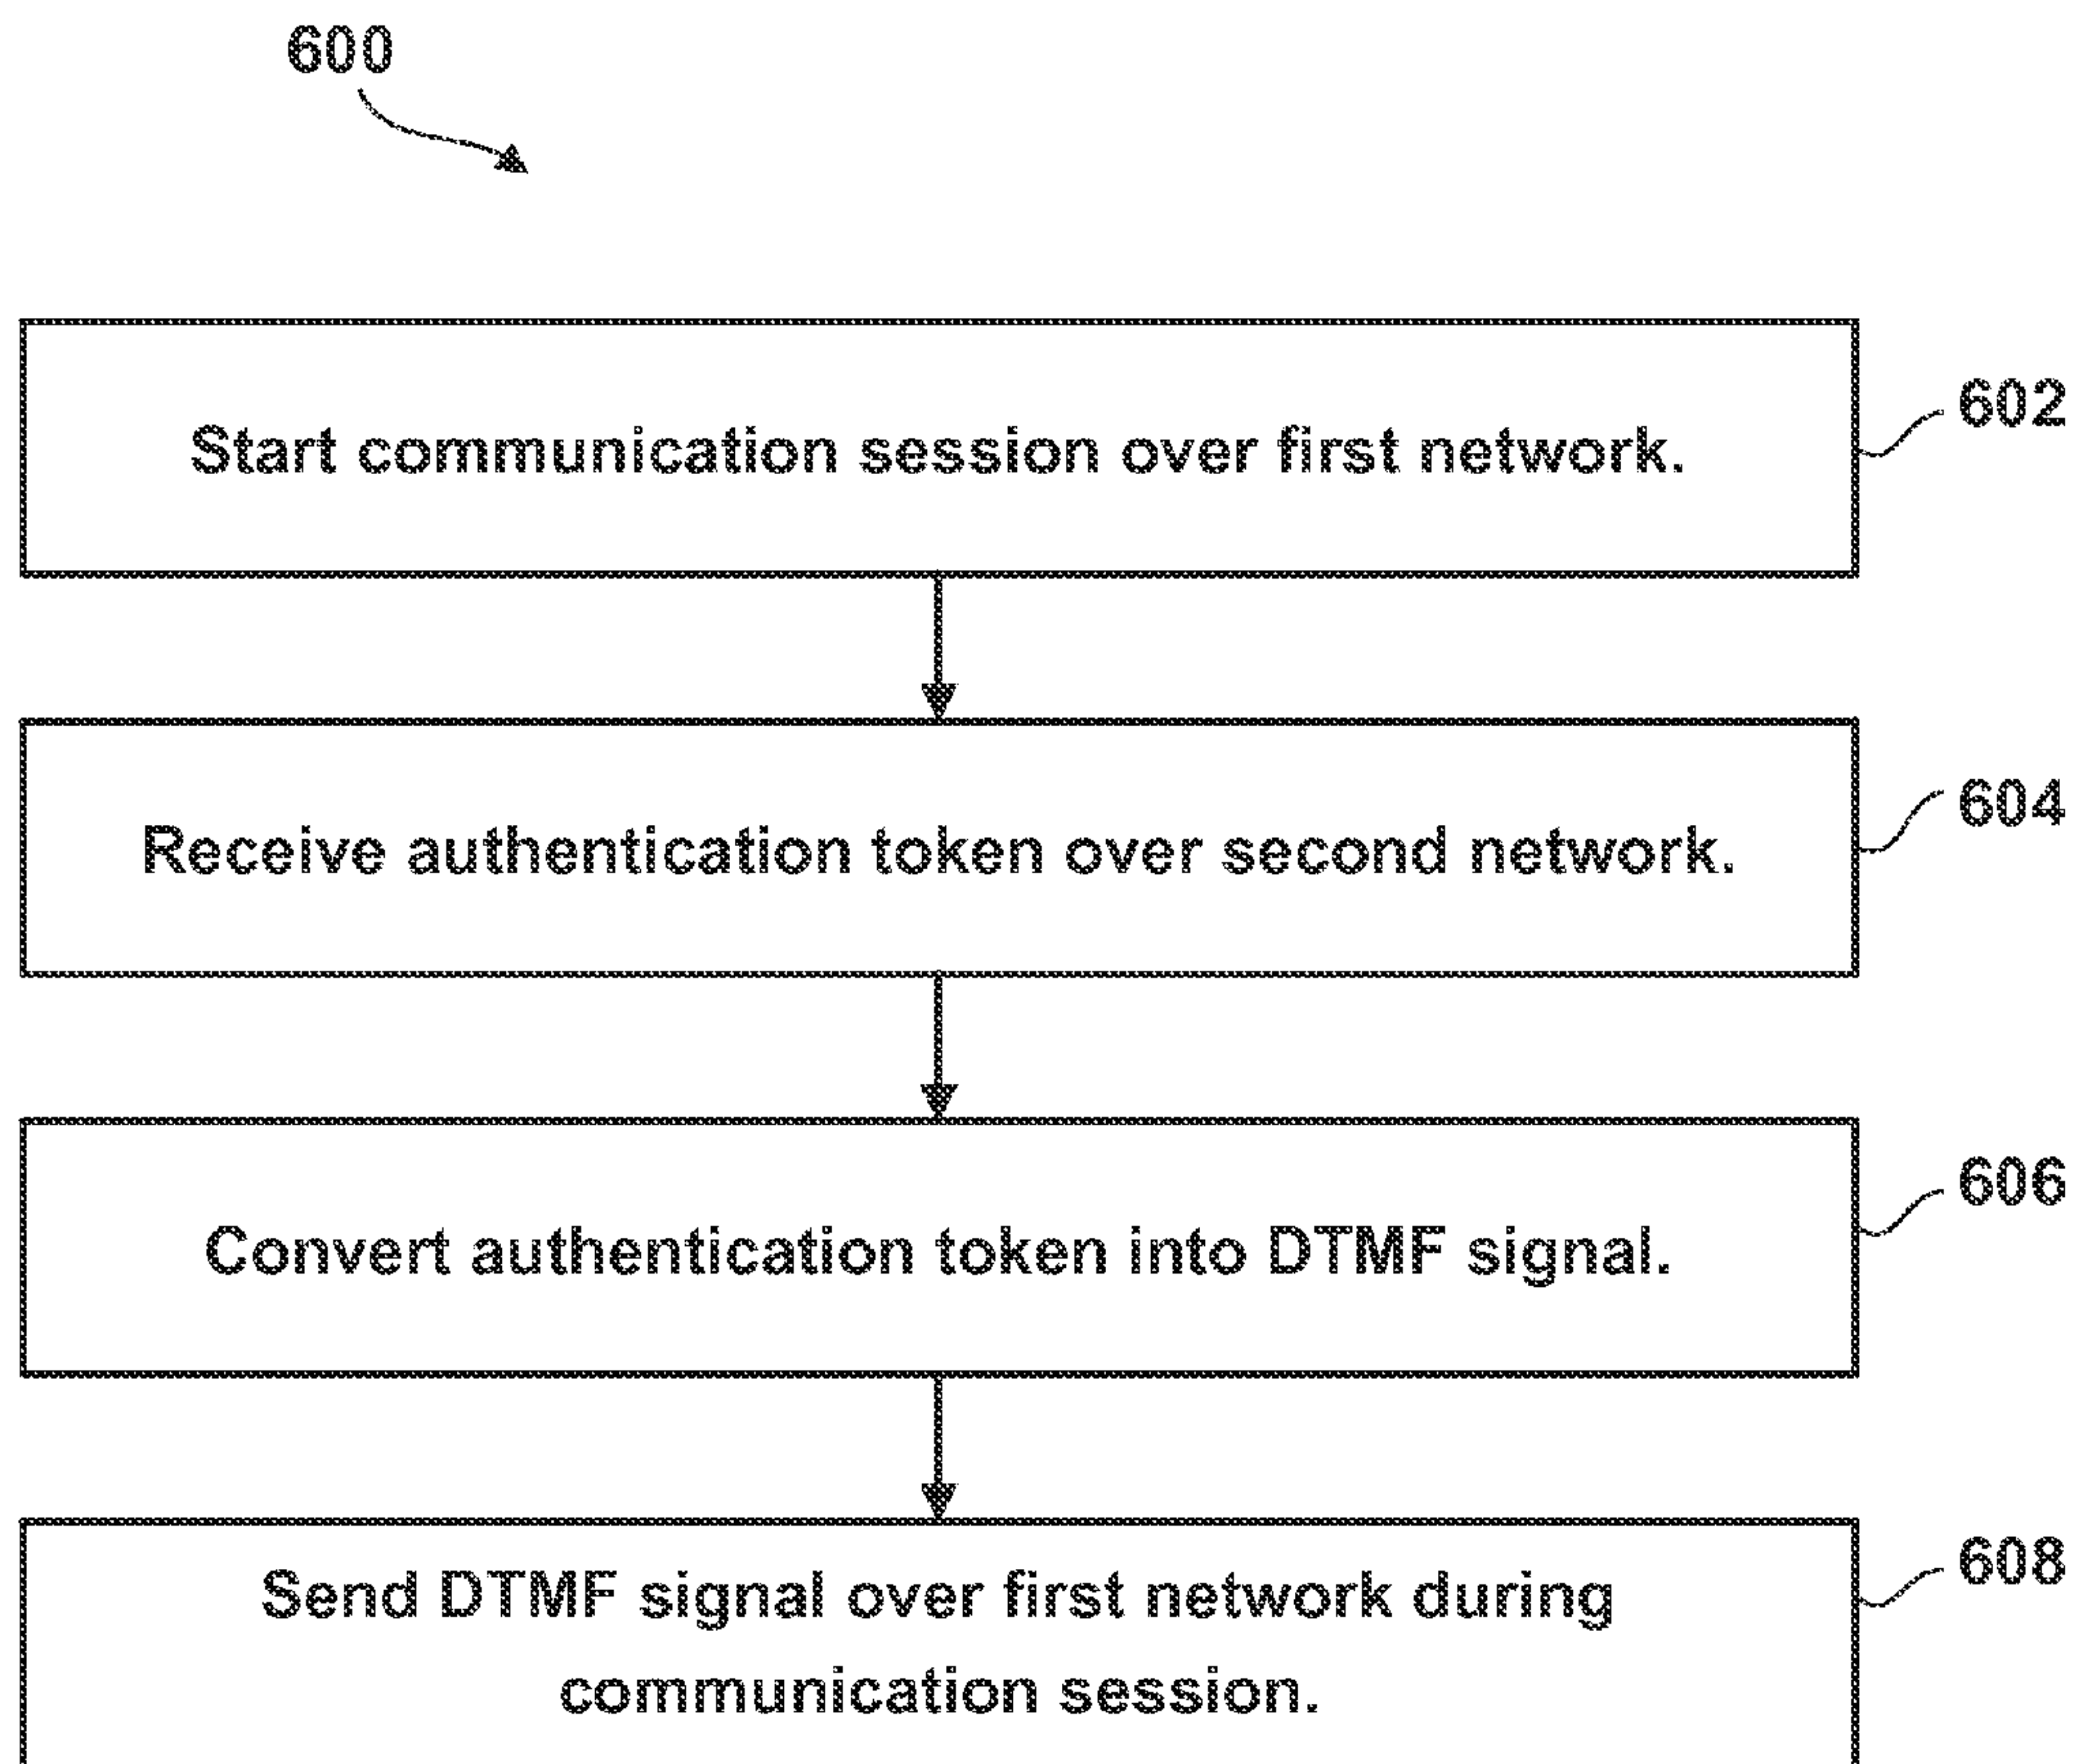 600
Start communication session over first network.
602
Receive authentication token over second network.
604
Convert authentication token into DTMF signal.
606
Send DTMF signal over first network during
communication session.
608